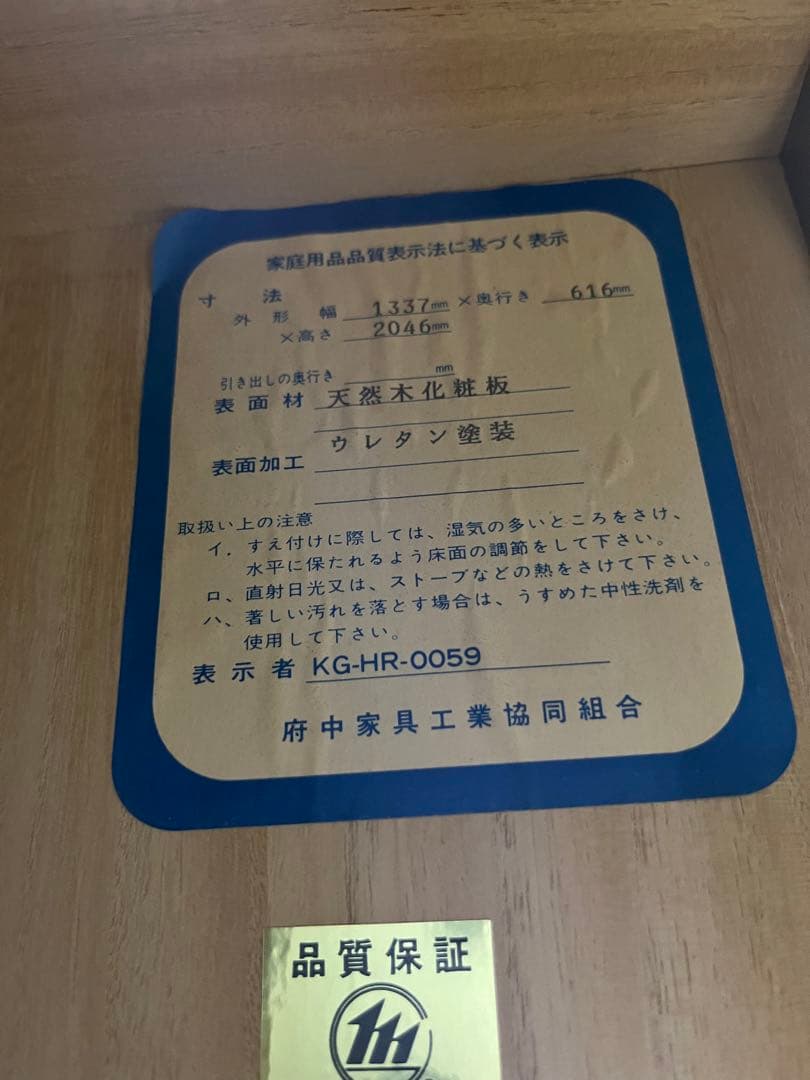 家庭用品品質表示法に基づく表示
寸法
外形 幅 1337mm ×奥行き 616mm
×高さ 2046mm
引き出しの奥行き mm
表面材 天然木化粧板
表面加工 ウレタン塗装
取扱い上の注意
イ．すえ付けに際しては、湿気の多いところをさけ、
水平に保たれるよう床面の調節をして下さい。
ロ、直射日光又は、ストーブなどの熱をさけて下さい。
ハ、著しい汚れを落とす場合は、うすめた中性洗剤を
使用して下さい。
表示者 KG-HR-0059
府中家具工業協同組合
品質保証